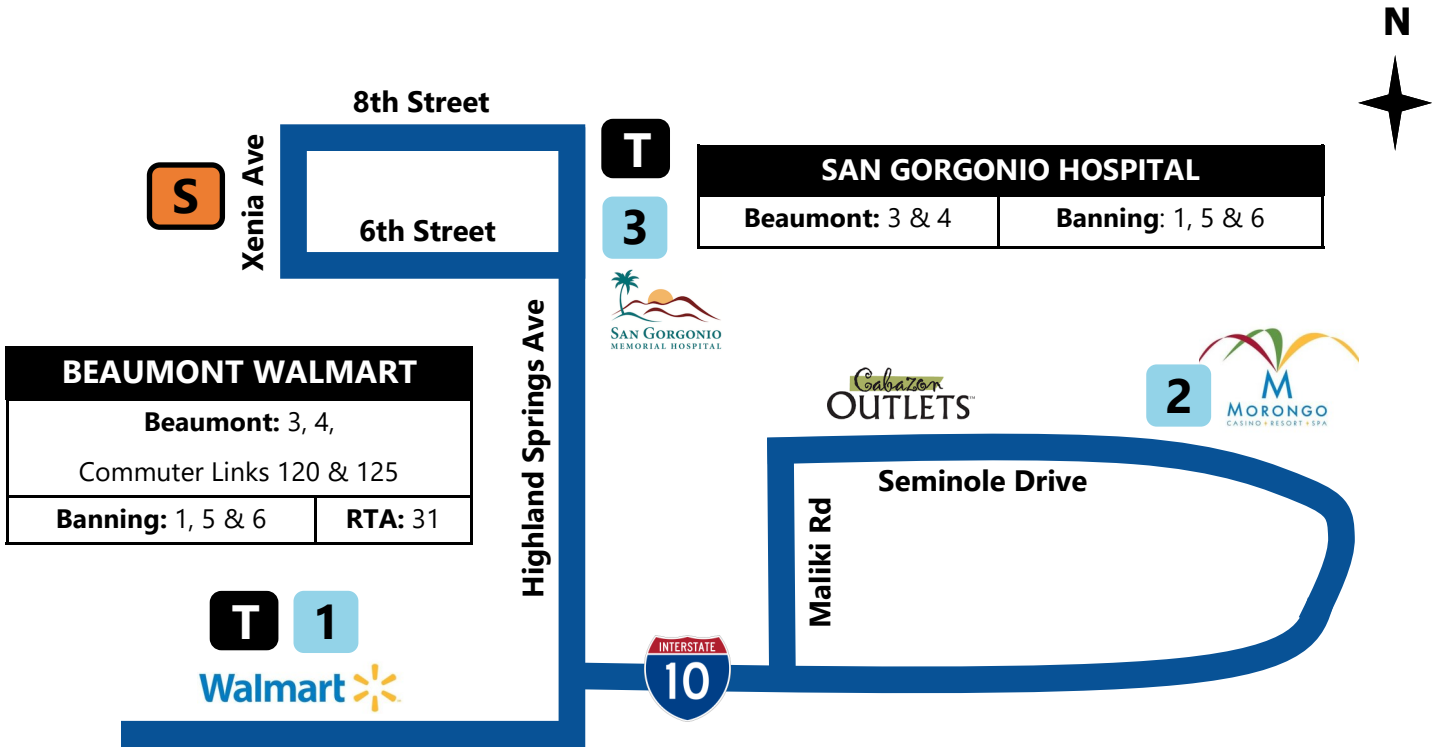 N
8th Street
T
S
Xenia Ave
6th Street
3
SAN GORGONIO HOSPITAL
Beaumont: 3 & 4
Banning: 1, 5 & 6
SAN GORGONIO
MEMORIAL HOSPITAL
Highland Springs Ave
BEAUMONT WALMART
Beaumont: 3, 4,
Commuter Links 120 & 125
Banning: 1, 5 & 6
RTA: 31
Cabazon
OUTLETS
2
M
MORONGO
CASINO RESORT SPA
Seminole Drive
Maliki Rd
T
1
Walmart
INTERSTATE
10